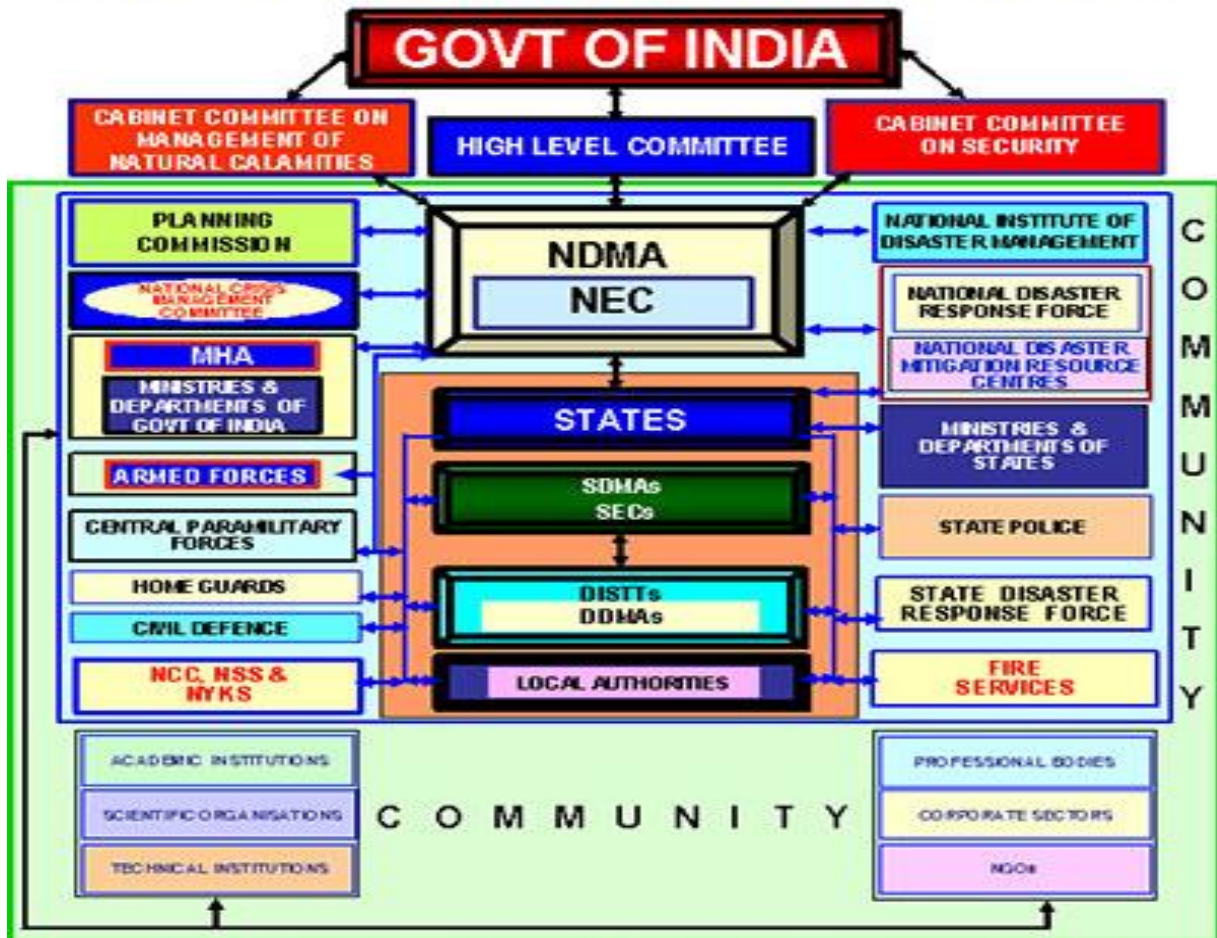 GOVT OF INDIA
CABINET COMMITTEE ON
MANAGEMENT OF
NATURAL CALAMITIES
HIGH LEVEL COMMITTEE
CABINET COMMITTEE
ON SECURITY
PLANNING
COMMISSION
NATIONAL CRISIS
MANAGEMENT
COMMITTEE
MHA
MINISTRIES &
DEPARTMENTS OF
GOVT OF INDIA
ARMED FORCES
CENTRAL PARAMILITARY
FORCES
HOME GUARDS
CIVIL DEFENCE
NCC, NSS &
NYKS
NDMA
NEC
STATES
SDMAs
SECs
DISTTs
DDMAs
LOCAL AUTHORITIES
NATIONAL INSTITUTE OF
DISASTER MANAGEMENT
NATIONAL DISASTER
RESPONSE FORCE
NATIONAL DISASTER
MITIGATION RESOURCE
CENTRES
MINISTRIES &
DEPARTMENTS OF
STATES
STATE POLICE
STATE DISASTER
RESPONSE FORCE
FIRE
SERVICES
COMMUNITY
ACADEMIC INSTITUTIONS
SCIENTIFIC ORGANISATIONS
TECHNICAL INSTITUTIONS
COMMUNITY
PROFESSIONAL BODIES
CORPORATE SECTORS
NGOs